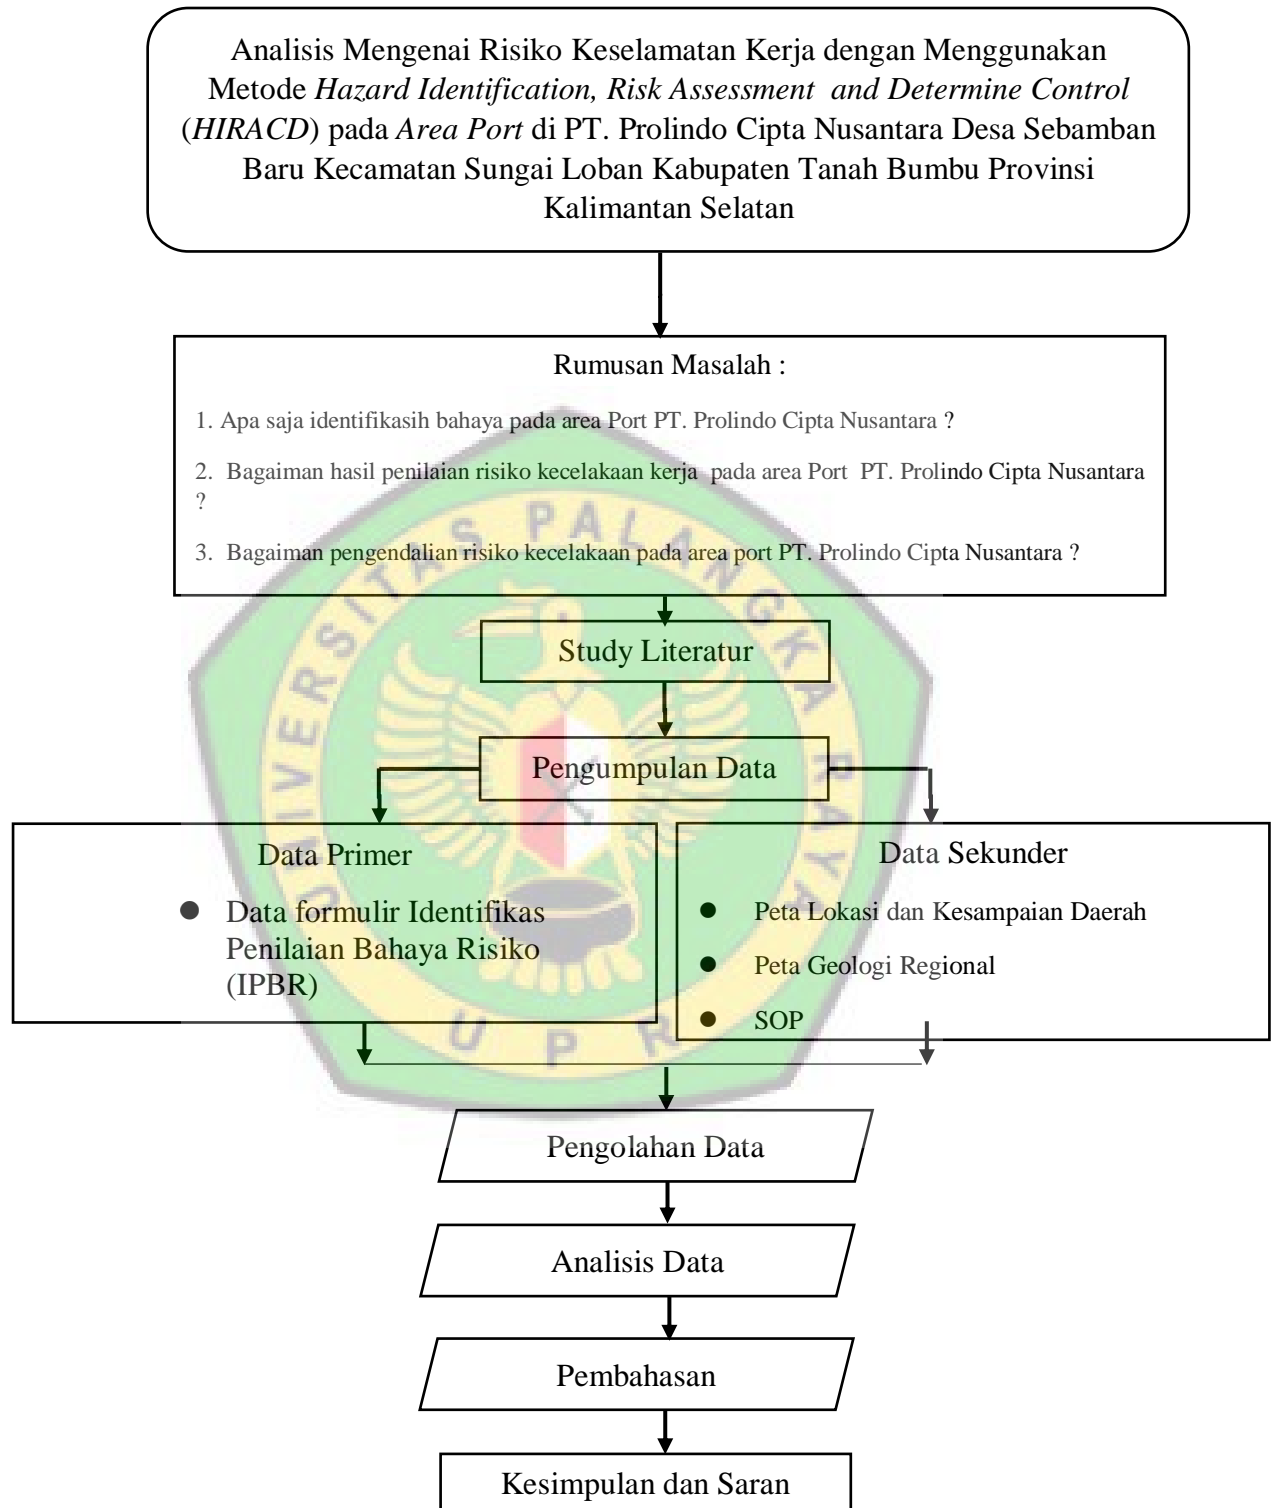 Analisis Mengenai Risiko Keselamatan Kerja dengan Menggunakan
Metode Hazard Identification, Risk Assessment and Determine Control
(HIRACD) pada Area Port di PT. Prolindo Cipta Nusantara Desa Sebamban
Baru Kecamatan Sungai Loban Kabupaten Tanah Bumbu Provinsi
Kalimantan Selatan
Rumusan Masalah :
1. Apa saja identifikasih bahaya pada area Port PT. Prolindo Cipta Nusantara ?
2. Bagaiman hasil penilaian risiko kecelakaan kerja pada area Port PT. Prolindo Cipta Nusantara
?
3. Bagaiman pengendalian risiko kecelakaan pada area port PT. Prolindo Cipta Nusantara ?
UNIVERSITAS PALANGKA RAYA
Study Literatur
Pengumpulan Data
Data Primer
● Data formulir Identifikas
Penilaian Bahaya Risiko
(IPBR)
Data Sekunder
● Peta Lokasi dan Kesampaian Daerah
● Peta Geologi Regional
● SOP
UPR
Pengolahan Data
Analisis Data
Pembahasan
Kesimpulan dan Saran